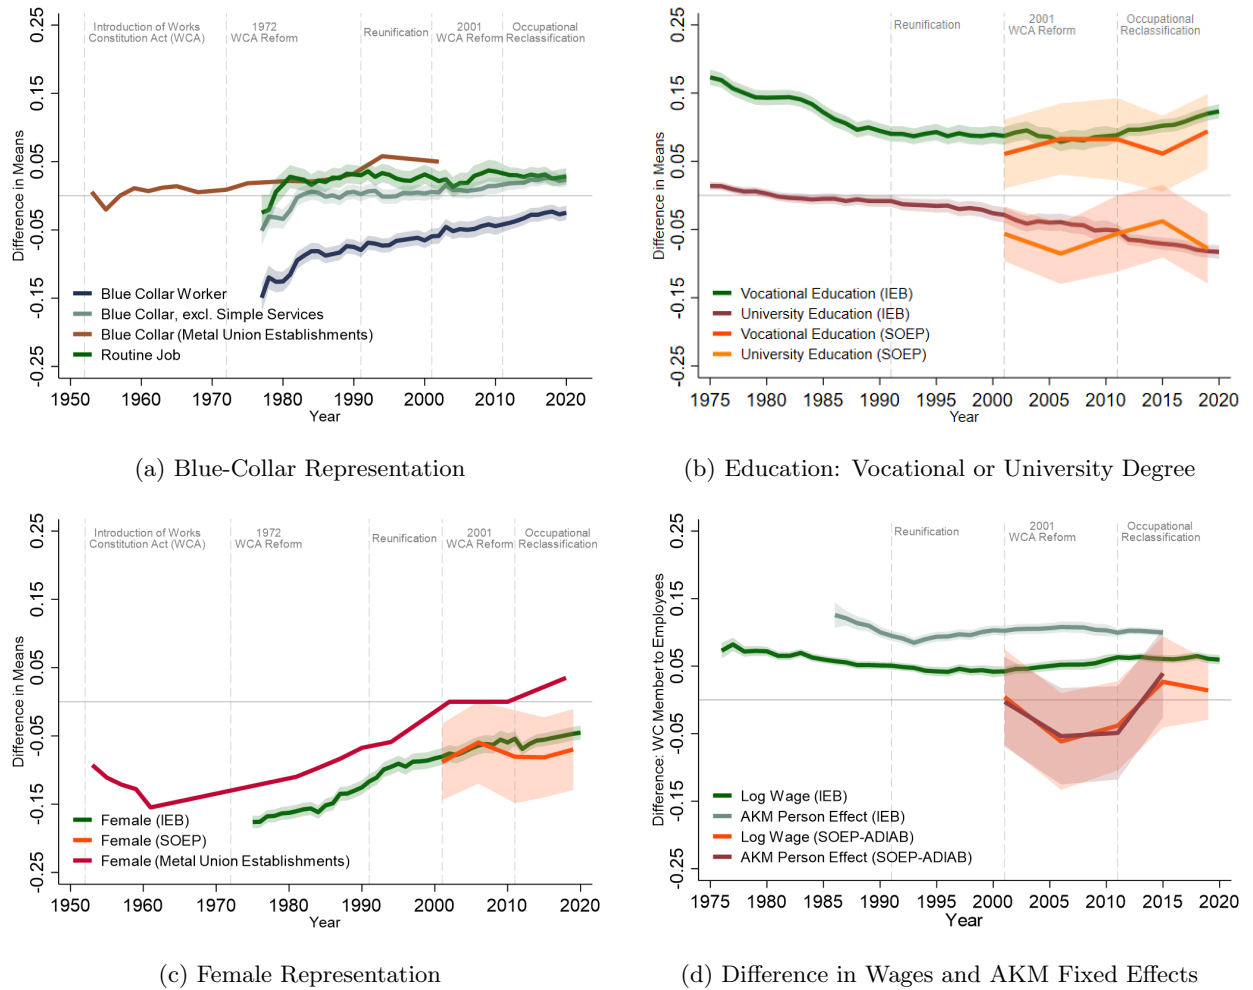 Introduction of Works
Constitution Act (WCA)
1972
WCA Reform
Reunification
2001
WCA Reform
Occupational
Reclassification
Difference in Means
0.25
0.15
0.05
-0.05
-0.15
-0.25
Blue Collar Worker
Blue Collar, excl. Simple Services
Blue Collar (Metal Union Establishments)
Routine Job
1950 1960 1970 1980 1990 2000 2010 2020
Year
(a) Blue-Collar Representation
Reunification
2001
WCA Reform
Occupational
Reclassification
Difference in Means
0.25
0.15
0.05
-0.05
-0.15
-0.25
Vocational Education (IEB)
University Education (IEB)
Vocational Education (SOEP)
University Education (SOEP)
1975 1980 1985 1990 1995 2000 2005 2010 2015 2020
Year
(b) Education: Vocational or University Degree
Introduction of Works
Constitution Act (WCA)
1972
WCA Reform
Reunification
2001
WCA Reform
Occupational
Reclassification
Difference in Means
0.25
0.15
0.05
-0.05
-0.15
-0.25
Female (IEB)
Female (SOEP)
Female (Metal Union Establishments)
1950 1960 1970 1980 1990 2000 2010 2020
Year
(c) Female Representation
Reunification
2001
WCA Reform
Occupational
Reclassification
Difference: WC Member to Employees
0.25
0.15
0.05
-0.05
-0.15
-0.25
Log Wage (IEB)
AKM Person Effect (IEB)
Log Wage (SOEP-ADIAB)
AKM Person Effect (SOEP-ADIAB)
1975 1980 1985 1990 1995 2000 2005 2010 2015 2020
Year
(d) Difference in Wages and AKM Fixed Effects